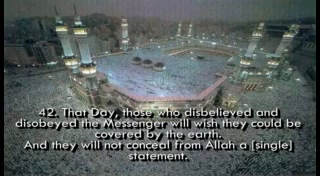 42. That Day, those who disbelieved and
disobeyed the Messenger will wish they could be
covered by the earth.
And they will not conceal from Allah a [single]
statement.